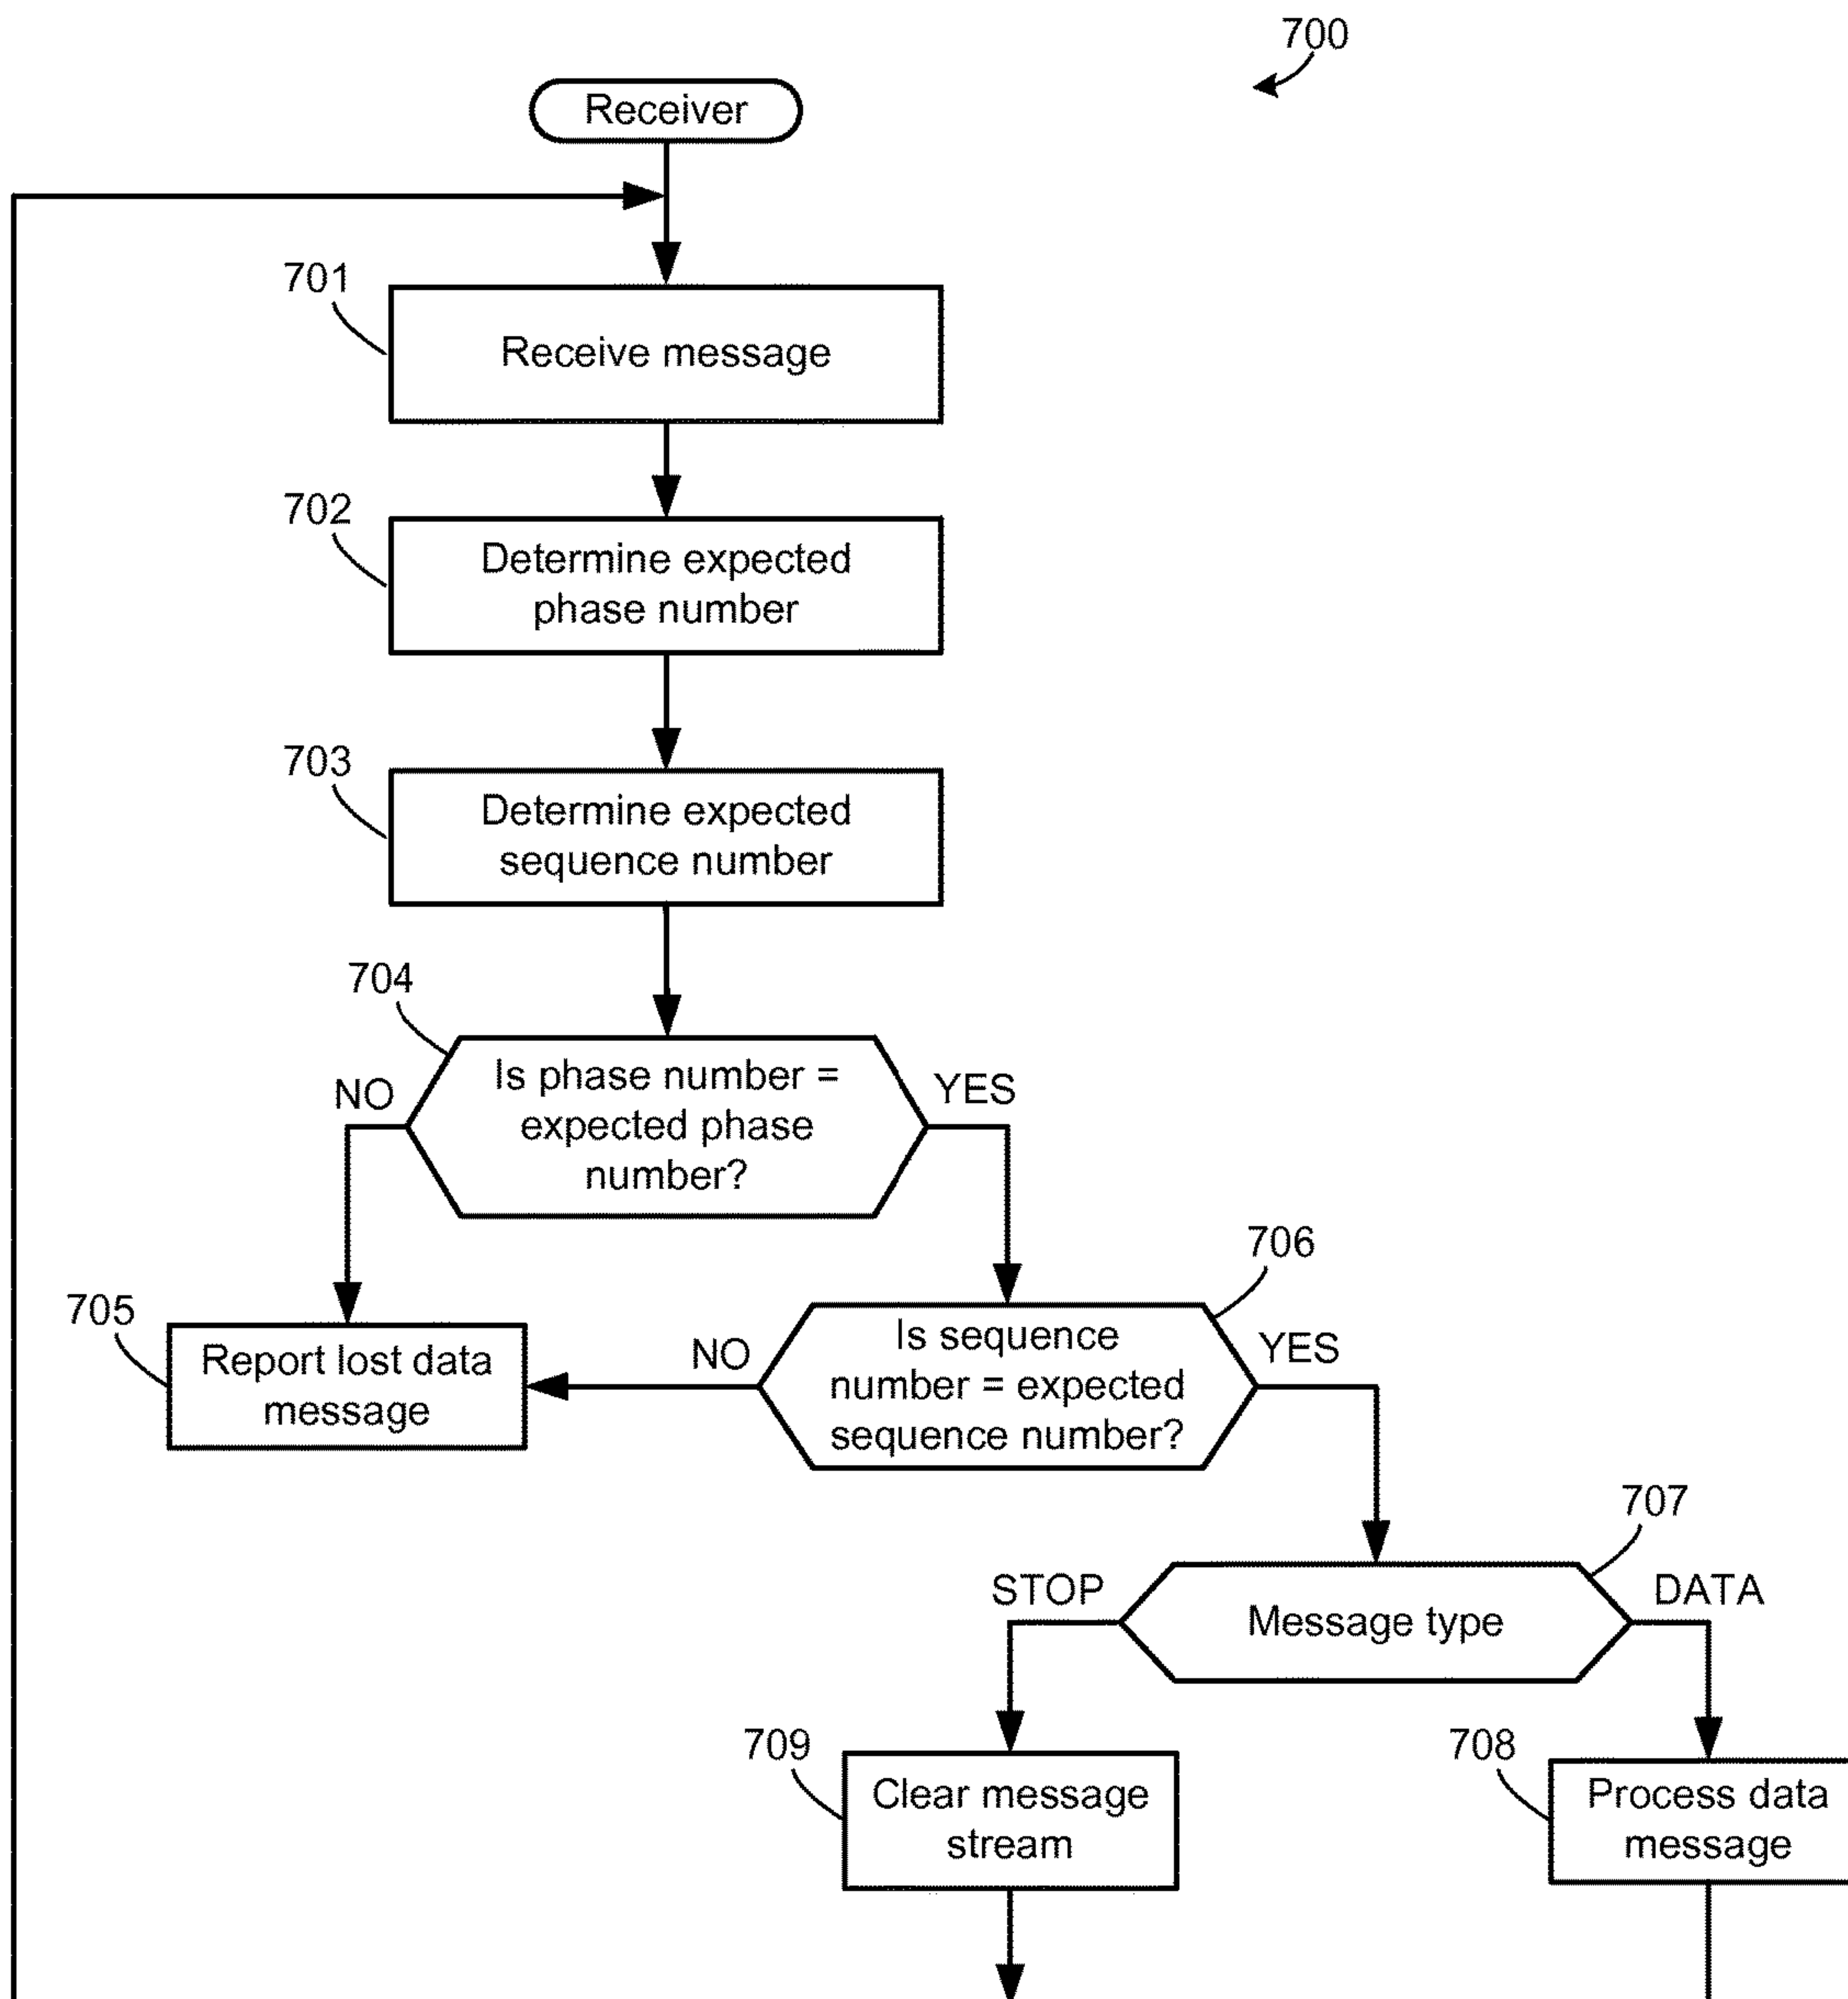 700
Receiver
701
Receive message
702
Determine expected
phase number
703
Determine expected
sequence number
704
Is phase number =
expected phase
number?
NO
YES
705
Report lost data
message
706
Is sequence
number = expected
sequence number?
NO
YES
707
Message type
STOP
DATA
709
Clear message
stream
708
Process data
message